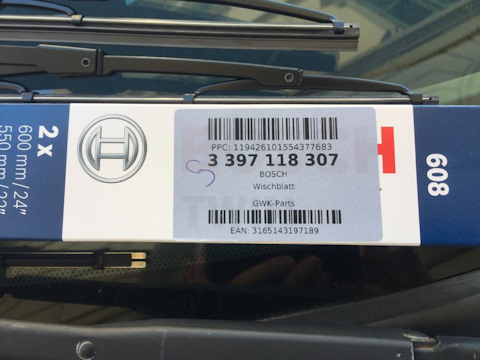 2 x
600 mm / 24"
550 mm / 22"
PPC: 119426101554377683
3 397 118 307
BOSCH
Wischblatt
GWK-Parts
EAN: 3165143197189
H
608